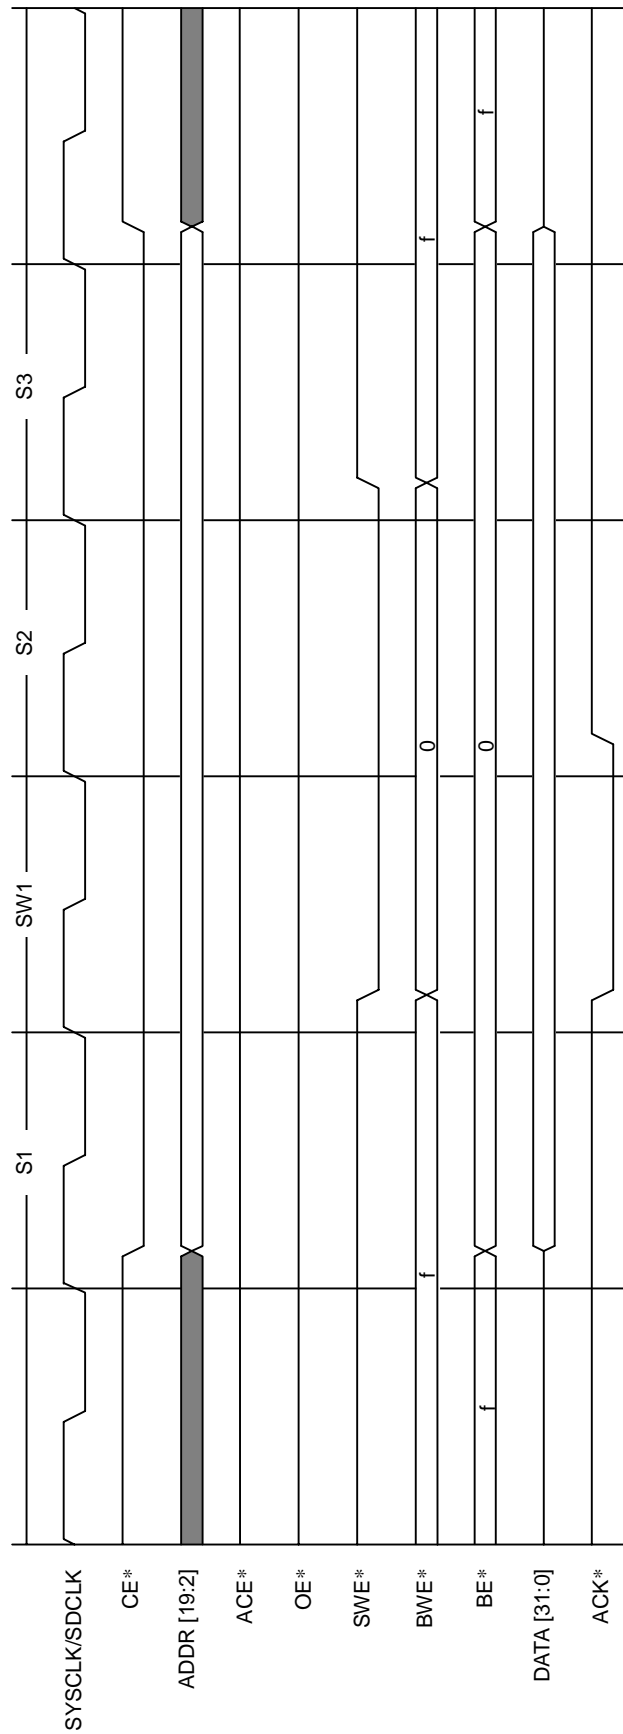 S1 SW1 S2 S3
SYSCLK/SDCLK
CE*
ADDR [19:2]
ACE*
OE*
SWE*
BWE* f 0 f
BE* f 0 f
DATA [31:0]
ACK*